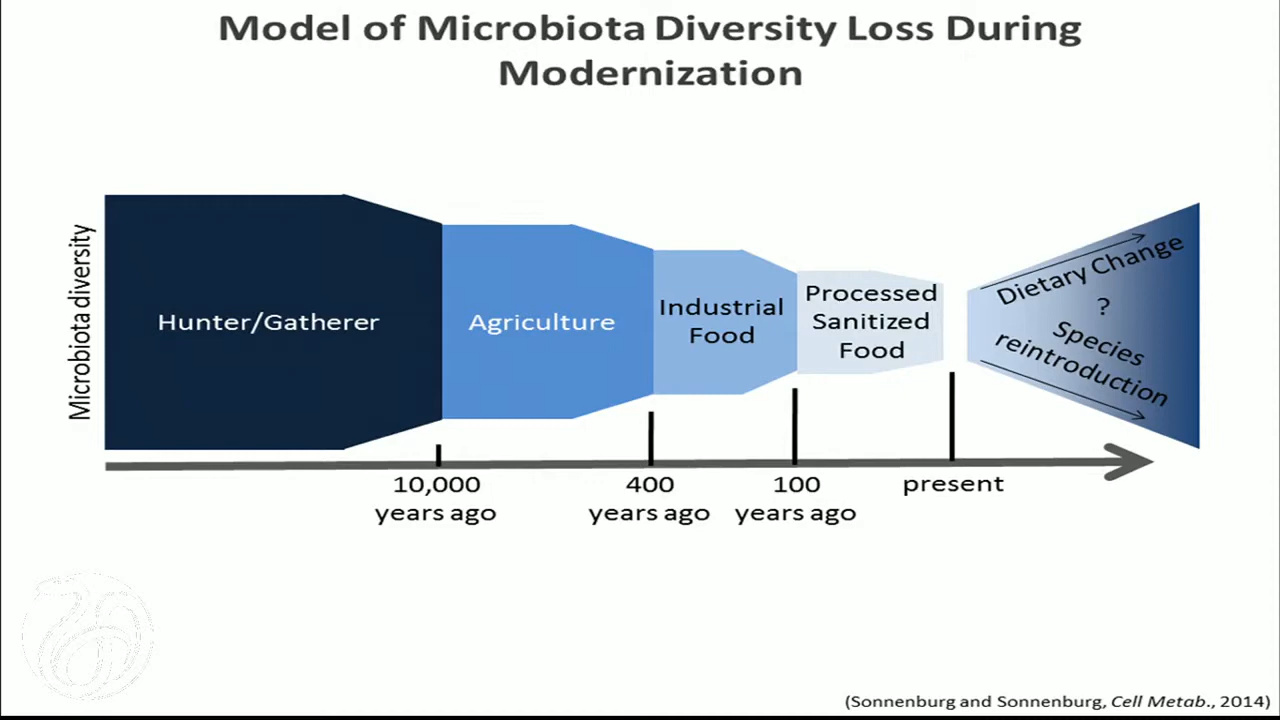 Model of Microbiota Diversity Loss During
Modernization
Microbiota diversity
Hunter/Gatherer
Agriculture
Industrial
Food
Processed
Sanitized
Food
Dietary Change
?
Species
reintroduction
10,000
years ago
400
years ago
100
years ago
present
(Sonnenburg and Sonnenburg, Cell Metab., 2014)